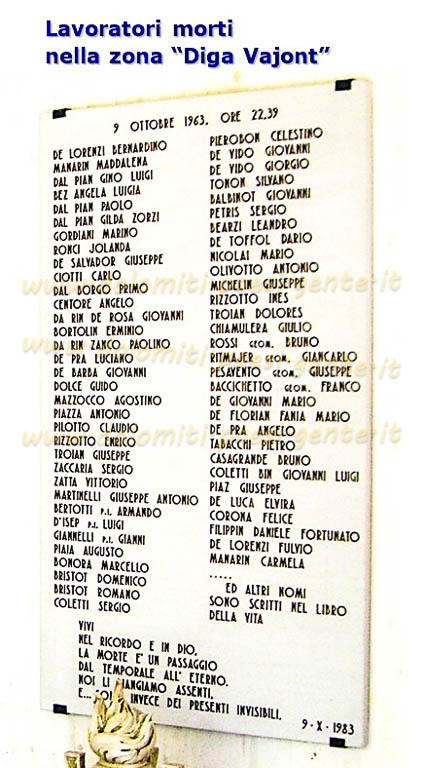 Lavoratori morti
nella zona “Diga Vajont”
9 OTTOBRE 1963. ORE 22.39
DE LORENZI BERNARDINO
MANARIN MADDALENA
DAL PIAN GINO LUIGI
BEZ ANGELA LUIGIA
DAL PIAN PAOLO
DAL PIAN GILDA ZORZI
GORDIANI MARINO
RONCI JOLANDA
DE SALVADOR GIUSEPPE
CIOTTI CARLO
DAL BORGO PRIMO
CENTORE ANGELO
DA RIN DE ROSA GIOVANNI
BORTOLIN ERMINIO
DA RIN ZANCO PAOLINO
DE PRA LUCIANO
DE BARBA GIOVANNI
DOLCE GUIDO
MAZZOCCO AGOSTINO
PIAZZA ANTONIO
PILOTTO CLAUDIO
RIZZOTTO ENRICO
TROIAN GIUSEPPE
ZACCARIA SERGIO
ZATTA VITTORIO
MARTINELLI GIUSEPPE ANTONIO
BERTOTTI P.I. ARMANDO
D'ISEP P.I. LUIGI
GIANNELLI P.I. GIANNI
PIAIA AUGUSTO
BONORA MARCELLO
BRISTOT DOMENICO
BRISTOT ROMANO
COLETTI SERGIO
PIEROBON CELESTINO
DE VIDO GIOVANNI
DE VIDO GIORGIO
TONON SILVANO
BALBINOT GIOVANNI
PETRIS SERGIO
BEARZI LEANDRO
DE TOFFOL DARIO
NICOLAI MARIO
OLIVOTTO ANTONIO
MICHELIN GIUSEPPE
RIZZOTTO INES
TROIAN DOLORES
CHIAMULERA GIULIO
ROSSI GEOM. BRUNO
RITMAJER GEOM. GIANCARLO
PESAVENTO GEOM. GIUSEPPE
BACCICHETTO GEOM. FRANCO
DE GIOVANNI MARIO
DE FLORIAN FANIA MARIO
DE PRA ANGELO
TABACCHI PIETRO
CASAGRANDE BRUNO
COLETTI BIN GIOVANNI LUIGI
PIAZ GIUSEPPE
DE LUCA ELVIRA
CORONA FELICE
FILIPPIN DANIELE FORTUNATO
DE LORENZI FULVIO
MANARIN CARMELA
.....
ED ALTRI NOMI
SONO SCRITTI NEL LIBRO
DELLA VITA
VIVI
NEL RICORDO E IN DIO.
LA MORTE E' UN PASSAGGIO
DAL TEMPORALE ALL' ETERNO.
NOI LI PIANGIAMO ASSENTI,
E... INVECE DEI PRESENTI INVISIBILI.
9-X-1983